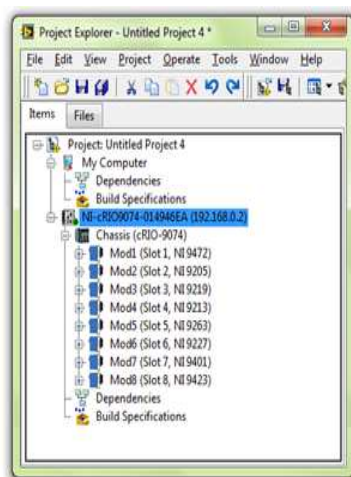 Project Explorer - Untitled Project 4 *
File Edit View Project Operate Tools Window Help
Items Files
Project: Untitled Project 4
My Computer
Dependencies
Build Specifications
NI-cRIO9074-014946EA (192.168.0.2)
Chassis (cRIO-9074)
Mod1 (Slot 1, NI 9472)
Mod2 (Slot 2, NI 9205)
Mod3 (Slot 3, NI 9219)
Mod4 (Slot 4, NI 9213)
Mod5 (Slot 5, NI 9263)
Mod6 (Slot 6, NI 9227)
Mod7 (Slot 7, NI 9401)
Mod8 (Slot 8, NI 9423)
Dependencies
Build Specifications